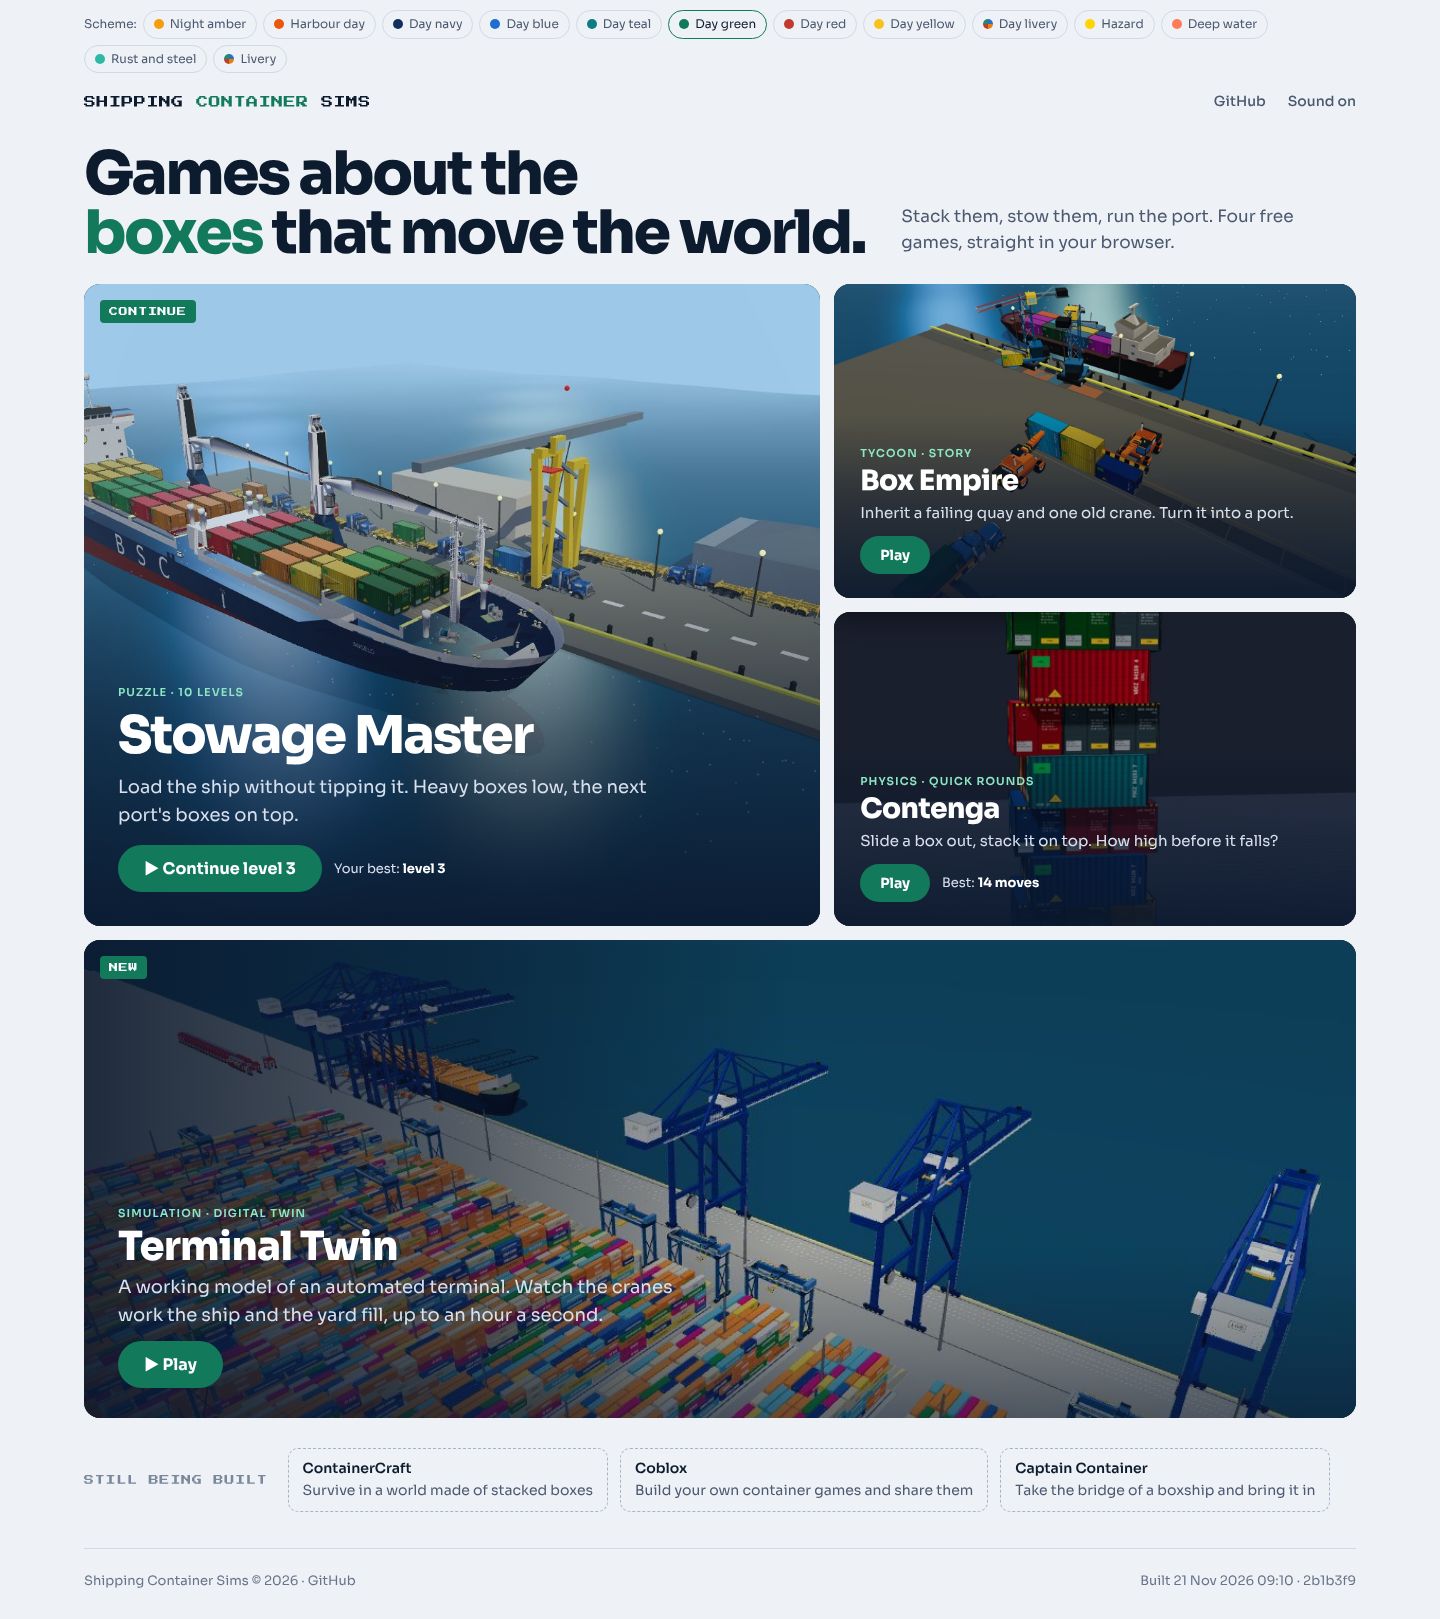 Scheme: Night amber Harbour day Day navy Day blue Day teal Day green Day red Day yellow Day livery Hazard Deep water
Rust and steel Livery
SHIPPING CONTAINER SIMS
GitHub Sound on
Games about the
boxes that move the world.
Stack them, stow them, run the port. Four free
games, straight in your browser.
CONTINUE
B S C
PUZZLE · 10 LEVELS
Stowage Master
Load the ship without tipping it. Heavy boxes low, the next
port's boxes on top.
▶ Continue level 3
Your best: level 3
TYCOON · STORY
Box Empire
Inherit a failing quay and one old crane. Turn it into a port.
Play
PHYSICS · QUICK ROUNDS
Contenga
Slide a box out, stack it on top. How high before it falls?
Play
Best: 14 moves
NEW
SIMULATION · DIGITAL TWIN
Terminal Twin
A working model of an automated terminal. Watch the cranes
work the ship and the yard fill, up to an hour a second.
▶ Play
STILL BEING BUILT
ContainerCraft
Survive in a world made of stacked boxes
Coblox
Build your own container games and share them
Captain Container
Take the bridge of a boxship and bring it in
Shipping Container Sims © 2026 · GitHub
Built 21 Nov 2026 09:10 · 2b1b3f9